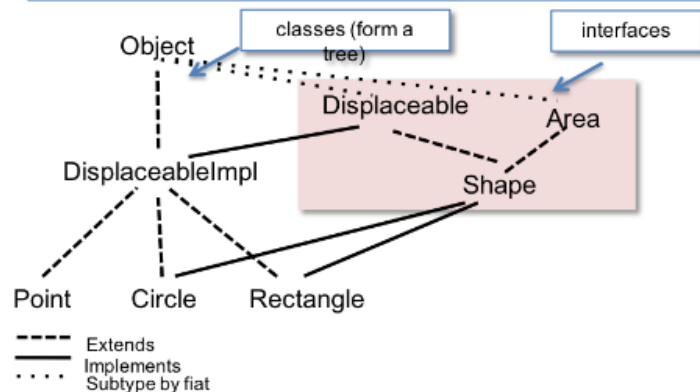 classes (form a
tree)
interfaces
Object
Displaceable
Area
DisplaceableImpl
Shape
Point Circle Rectangle
Extends
Implements
Subtype by fiat